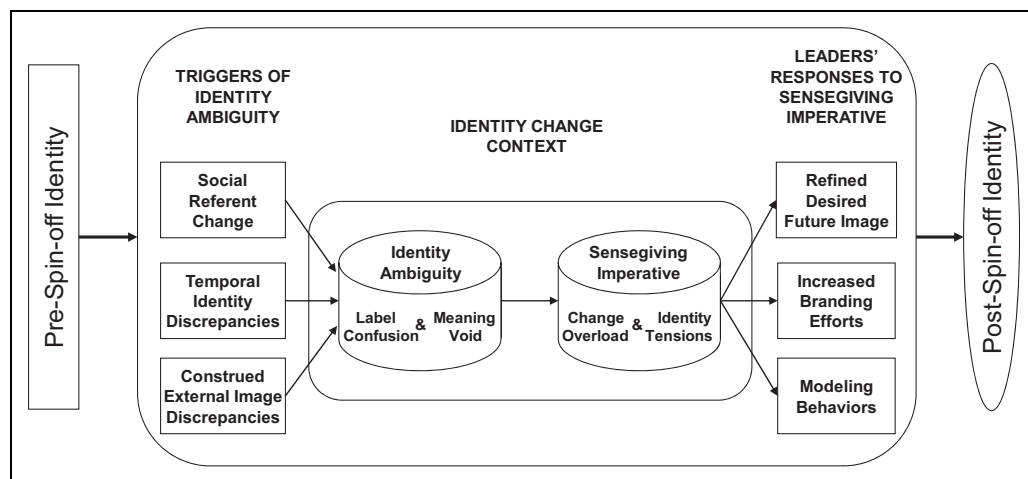 Pre-Spin-off Identity
TRIGGERS OF
IDENTITY
AMBIGUITY
Social
Referent
Change
Temporal
Identity
Discrepancies
Construed
External Image
Discrepancies
IDENTITY CHANGE
CONTEXT
Identity
Ambiguity
Label
Confusion
&
Meaning
Void
Sensegiving
Imperative
Change
Overload
&
Identity
Tensions
LEADERS'
RESPONSES TO
SENSEGIVING
IMPERATIVE
Refined
Desired
Future Image
Increased
Branding
Efforts
Modeling
Behaviors
Post-Spin-off Identity